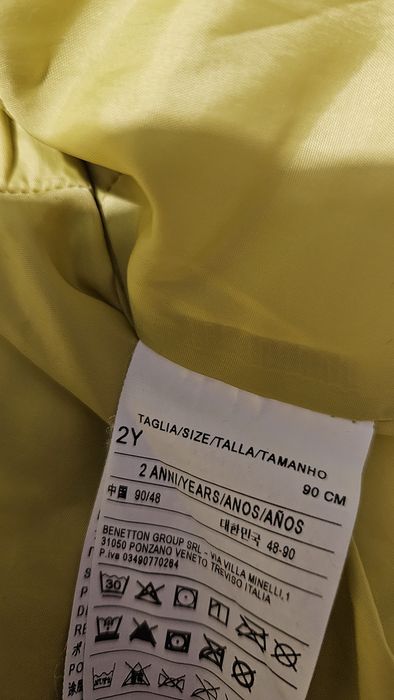 TAGLIA/SIZE/TALLA/TAMANHO
2Y 90 CM
2 ANNI/YEARS/ANOS/AÑOS
中国 90/48 대한민국 48-90
BENETTON GROUP SRL - VIA VILLA MINELLI,1
31050 PONZANO VENETO TREVISO ITALIA
P.iva 03490770264
30